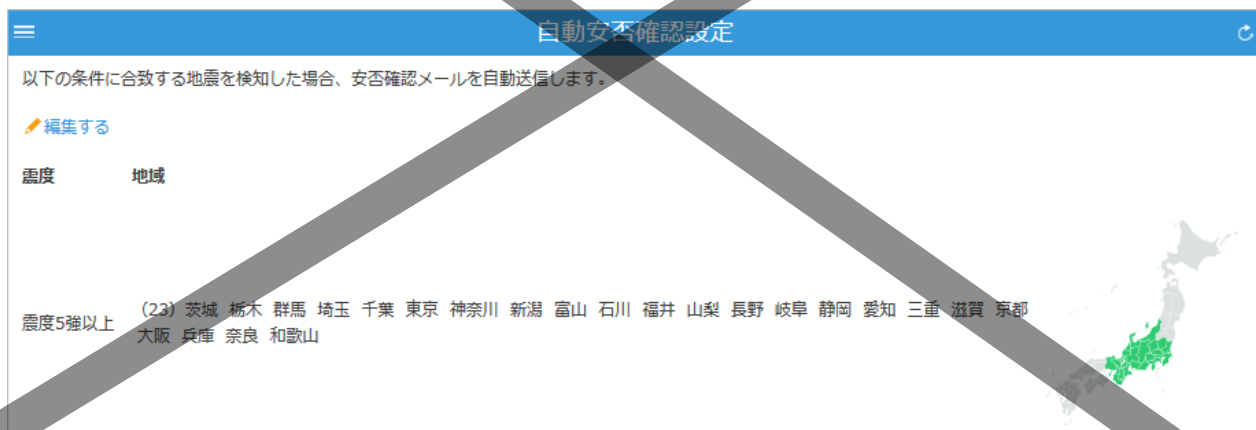 自動安否確認設定
以下の条件に合致する地震を検知した場合、安否確認メールを自動送信します。
編集する
震度 地域
震度5強以上 (23) 茨城 栃木 群馬 埼玉 千葉 東京 神奈川 新潟 富山 石川 福井 山梨 長野 岐阜 静岡 愛知 三重 滋賀 京都
大阪 兵庫 奈良 和歌山